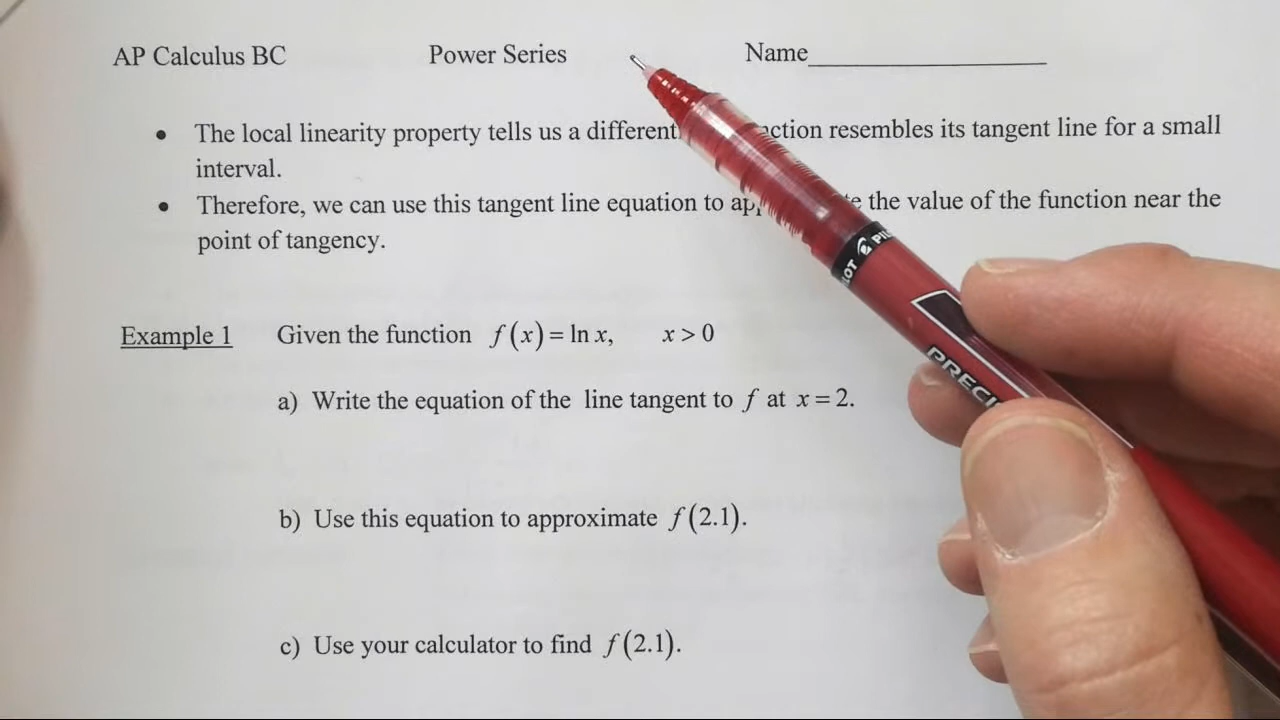 AP Calculus BC Power Series Name
• The local linearity property tells us a different resembles its tangent line for a small
interval.
• Therefore, we can use this tangent line equation to the value of the function near the
point of tangency.
Example 1 Given the function f(x) = ln x, x > 0
a) Write the equation of the line tangent to f at x = 2.
b) Use this equation to approximate f(2.1).
c) Use your calculator to find f(2.1).
PILOT
PRECI